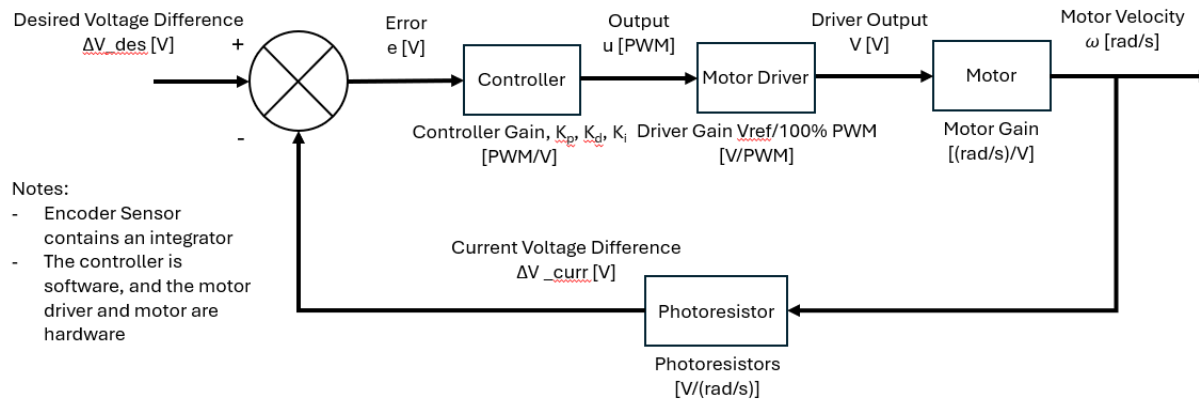 Desired Voltage Difference
ΔV_des [V]
+
-
Error
e [V]
Output
u [PWM]
Driver Output
V [V]
Motor Velocity
ω [rad/s]
Controller
Motor Driver
Motor
Controller Gain, Kp, Kd, Ki
[PWM/V]
Driver Gain Vref/100% PWM
[V/PWM]
Motor Gain
[(rad/s)/V]
Notes:
- Encoder Sensor
contains an integrator
- The controller is
software, and the motor
driver and motor are
hardware
Current Voltage Difference
ΔV _curr [V]
Photoresistor
Photoresistors
[V/(rad/s)]